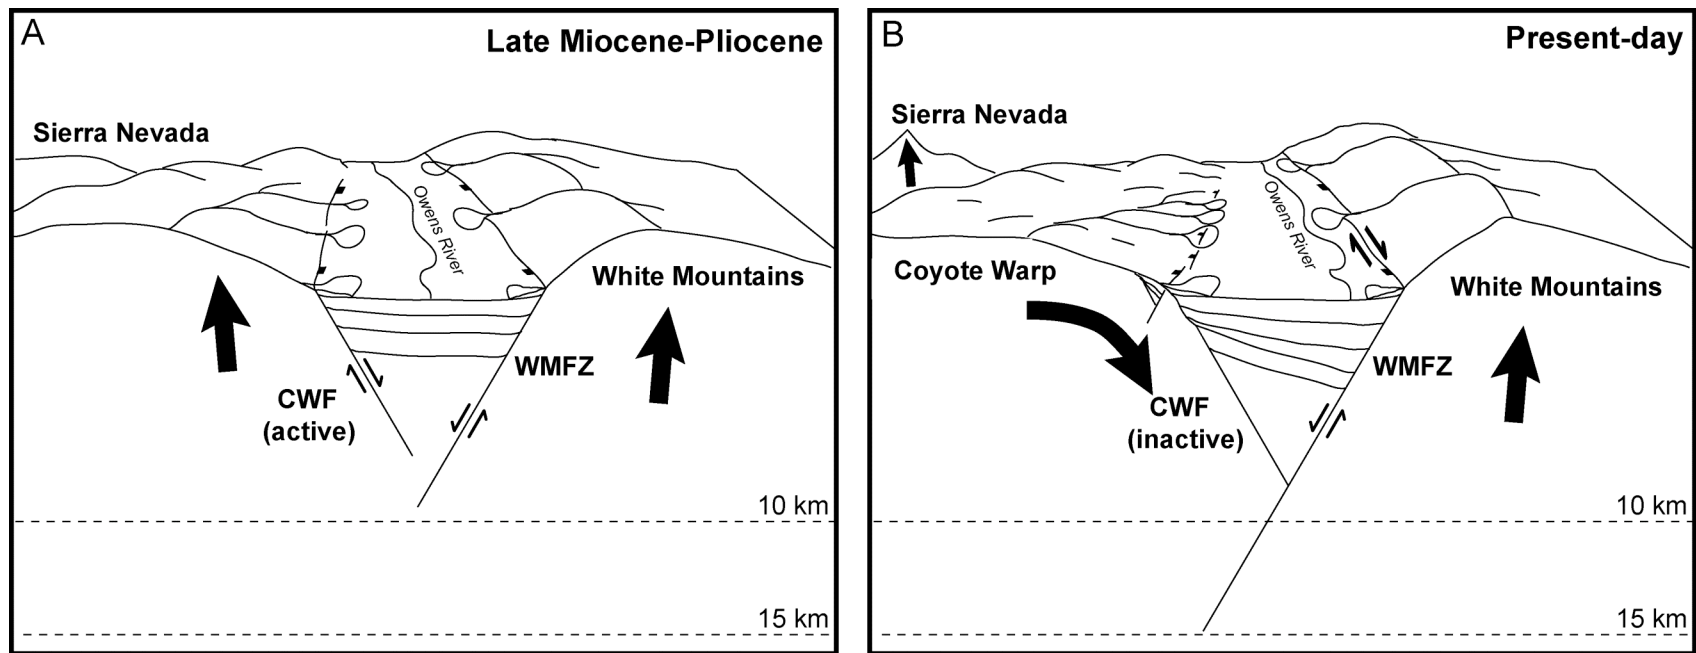 A
Late Miocene-Pliocene
Sierra Nevada
Owens River
White Mountains
WMFZ
CWF
(active)
10 km
15 km
B
Present-day
Sierra Nevada
Owens River
Coyote Warp
White Mountains
WMFZ
CWF
(inactive)
10 km
15 km